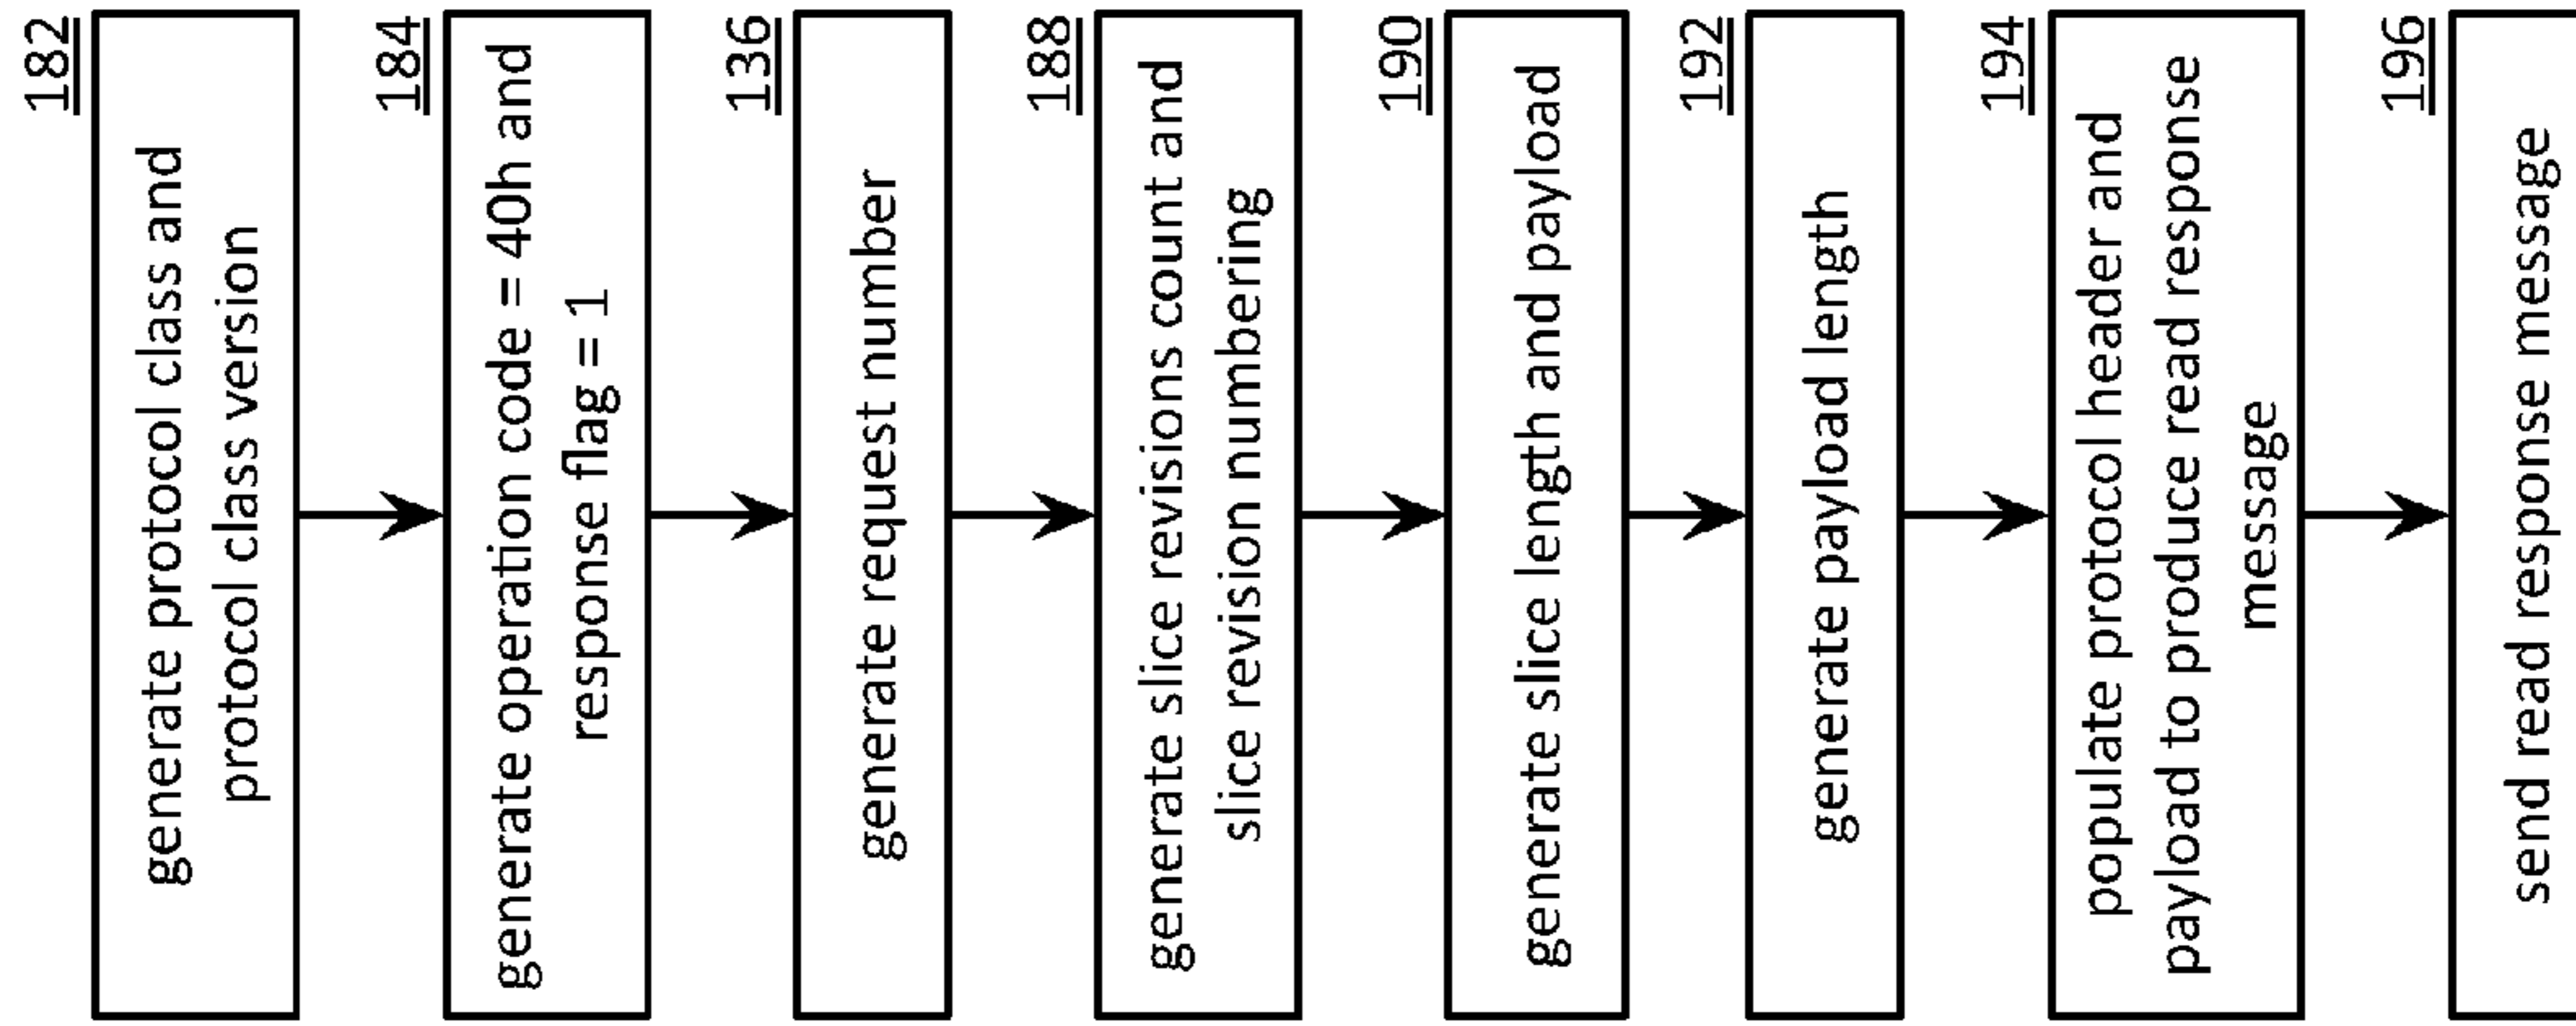 182
generate protocol class and
protocol class version
184
generate operation code = 40h and
response flag = 1
136
generate request number
188
generate slice revisions count and
slice revision numbering
190
generate slice length and payload
192
generate payload length
194
populate protocol header and
payload to produce read response
message
196
send read response message